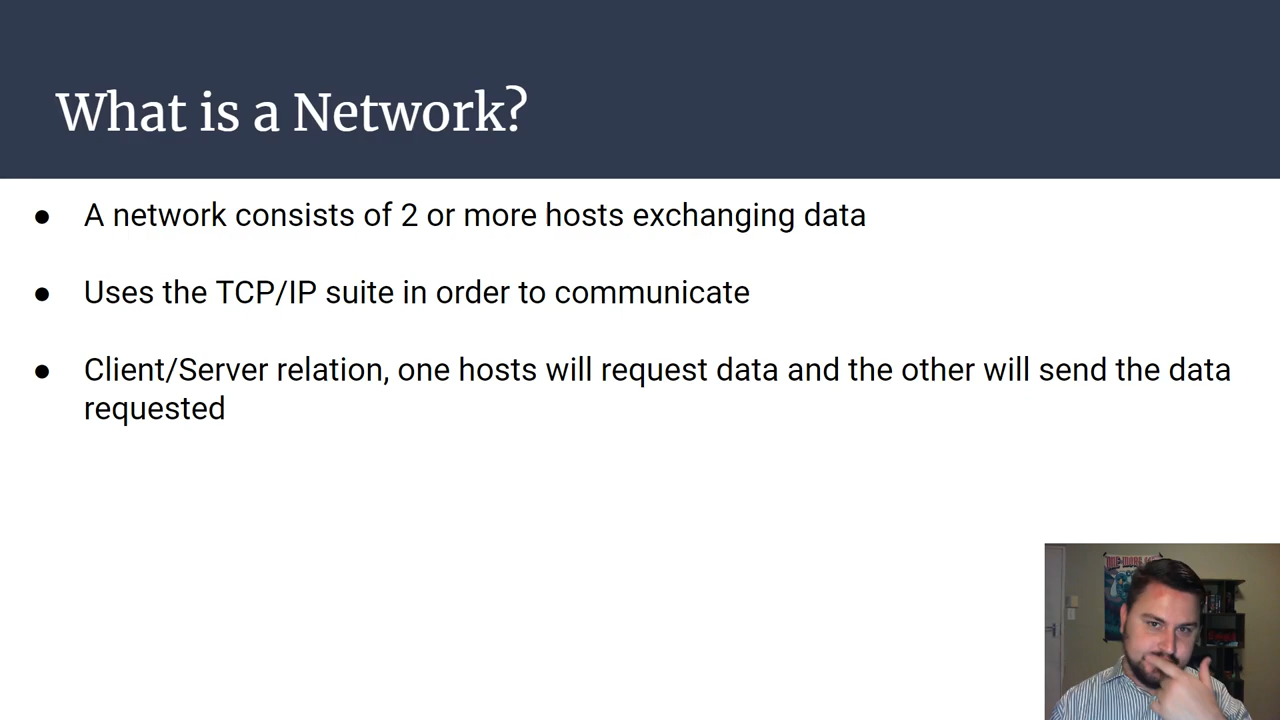 What is a Network?
● A network consists of 2 or more hosts exchanging data
● Uses the TCP/IP suite in order to communicate
● Client/Server relation, one hosts will request data and the other will send the data
requested